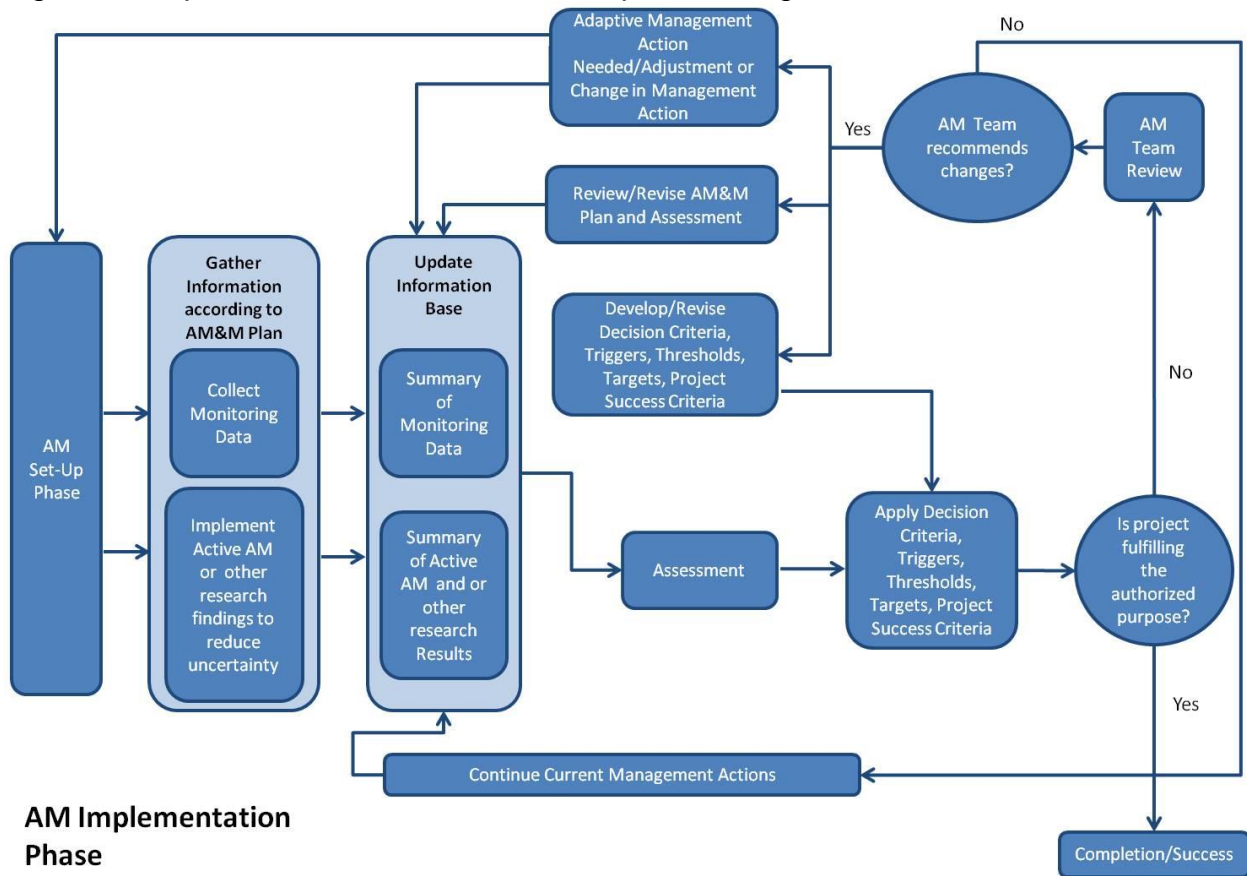 Adaptive Management
Action
Needed/Adjustment or
Change in Management
Action
No
AM Team
recommends
changes?
AM
Team
Review
Yes
Review/Revise AM&M
Plan and Assessment
Gather
Information
according to
AM&M Plan
Update
Information
Base
Develop/Revise
Decision Criteria,
Triggers, Thresholds,
Targets, Project
Success Criteria
No
Collect
Monitoring
Data
Summary
of
Monitoring
Data
AM
Set-Up
Phase
Implement
Active AM
or other
research
findings to
reduce
uncertainty
Summary
of Active
AM and or
other
research
Results
Assessment
Apply Decision
Criteria,
Triggers,
Thresholds,
Targets, Project
Success Criteria
Is project
fulfilling
the
authorized
purpose?
Yes
Continue Current Management Actions
AM Implementation
Phase
Completion/Success